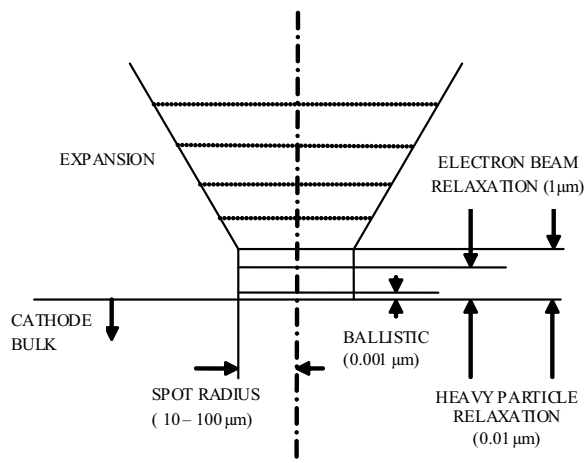 EXPANSION
ELECTRON BEAM
RELAXATION (1μm)
CATHODE
BULK
BALLISTIC
(0.001 μm)
SPOT RADIUS
( 10 – 100 μm)
HEAVY PARTICLE
RELAXATION
(0.01 μm)